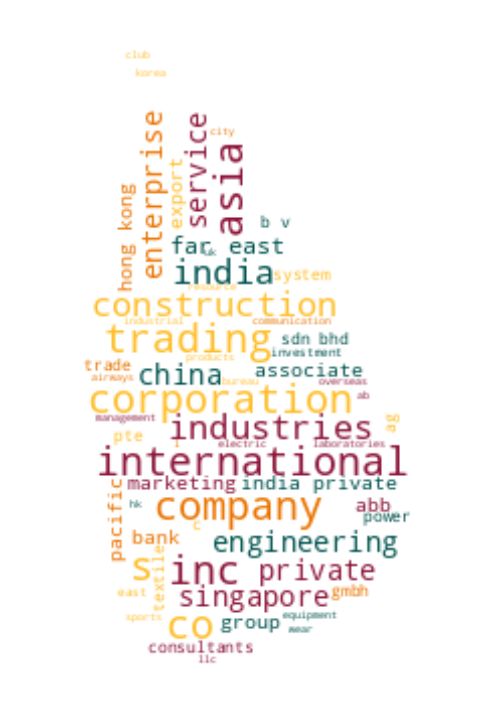 club
korea
city
enterprise
service
asia
export
hong kong
b v
far east
uk
india
system
resource
construction
industrial
communication
trading
sdn bhd
investment
products
trade
china
associate
airways
bureau
overseas
corporation
ab
management
industries
ag
pte
electric
laboratories
l
international
marketing
india private
pacific
hk
company
abb
power
c
bank
engineering
s
inc
private
textile
east
singapore
gmbh
sports
co
group
equipment
wear
consultants
llc